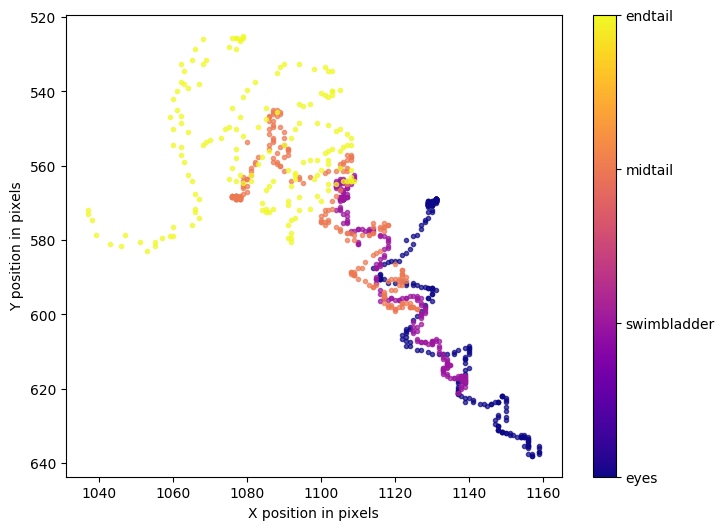 520
540
560
580
600
620
640
Y position in pixels
1040
1060
1080
1100
1120
1140
1160
X position in pixels
endtail
midtail
swimbladder
eyes